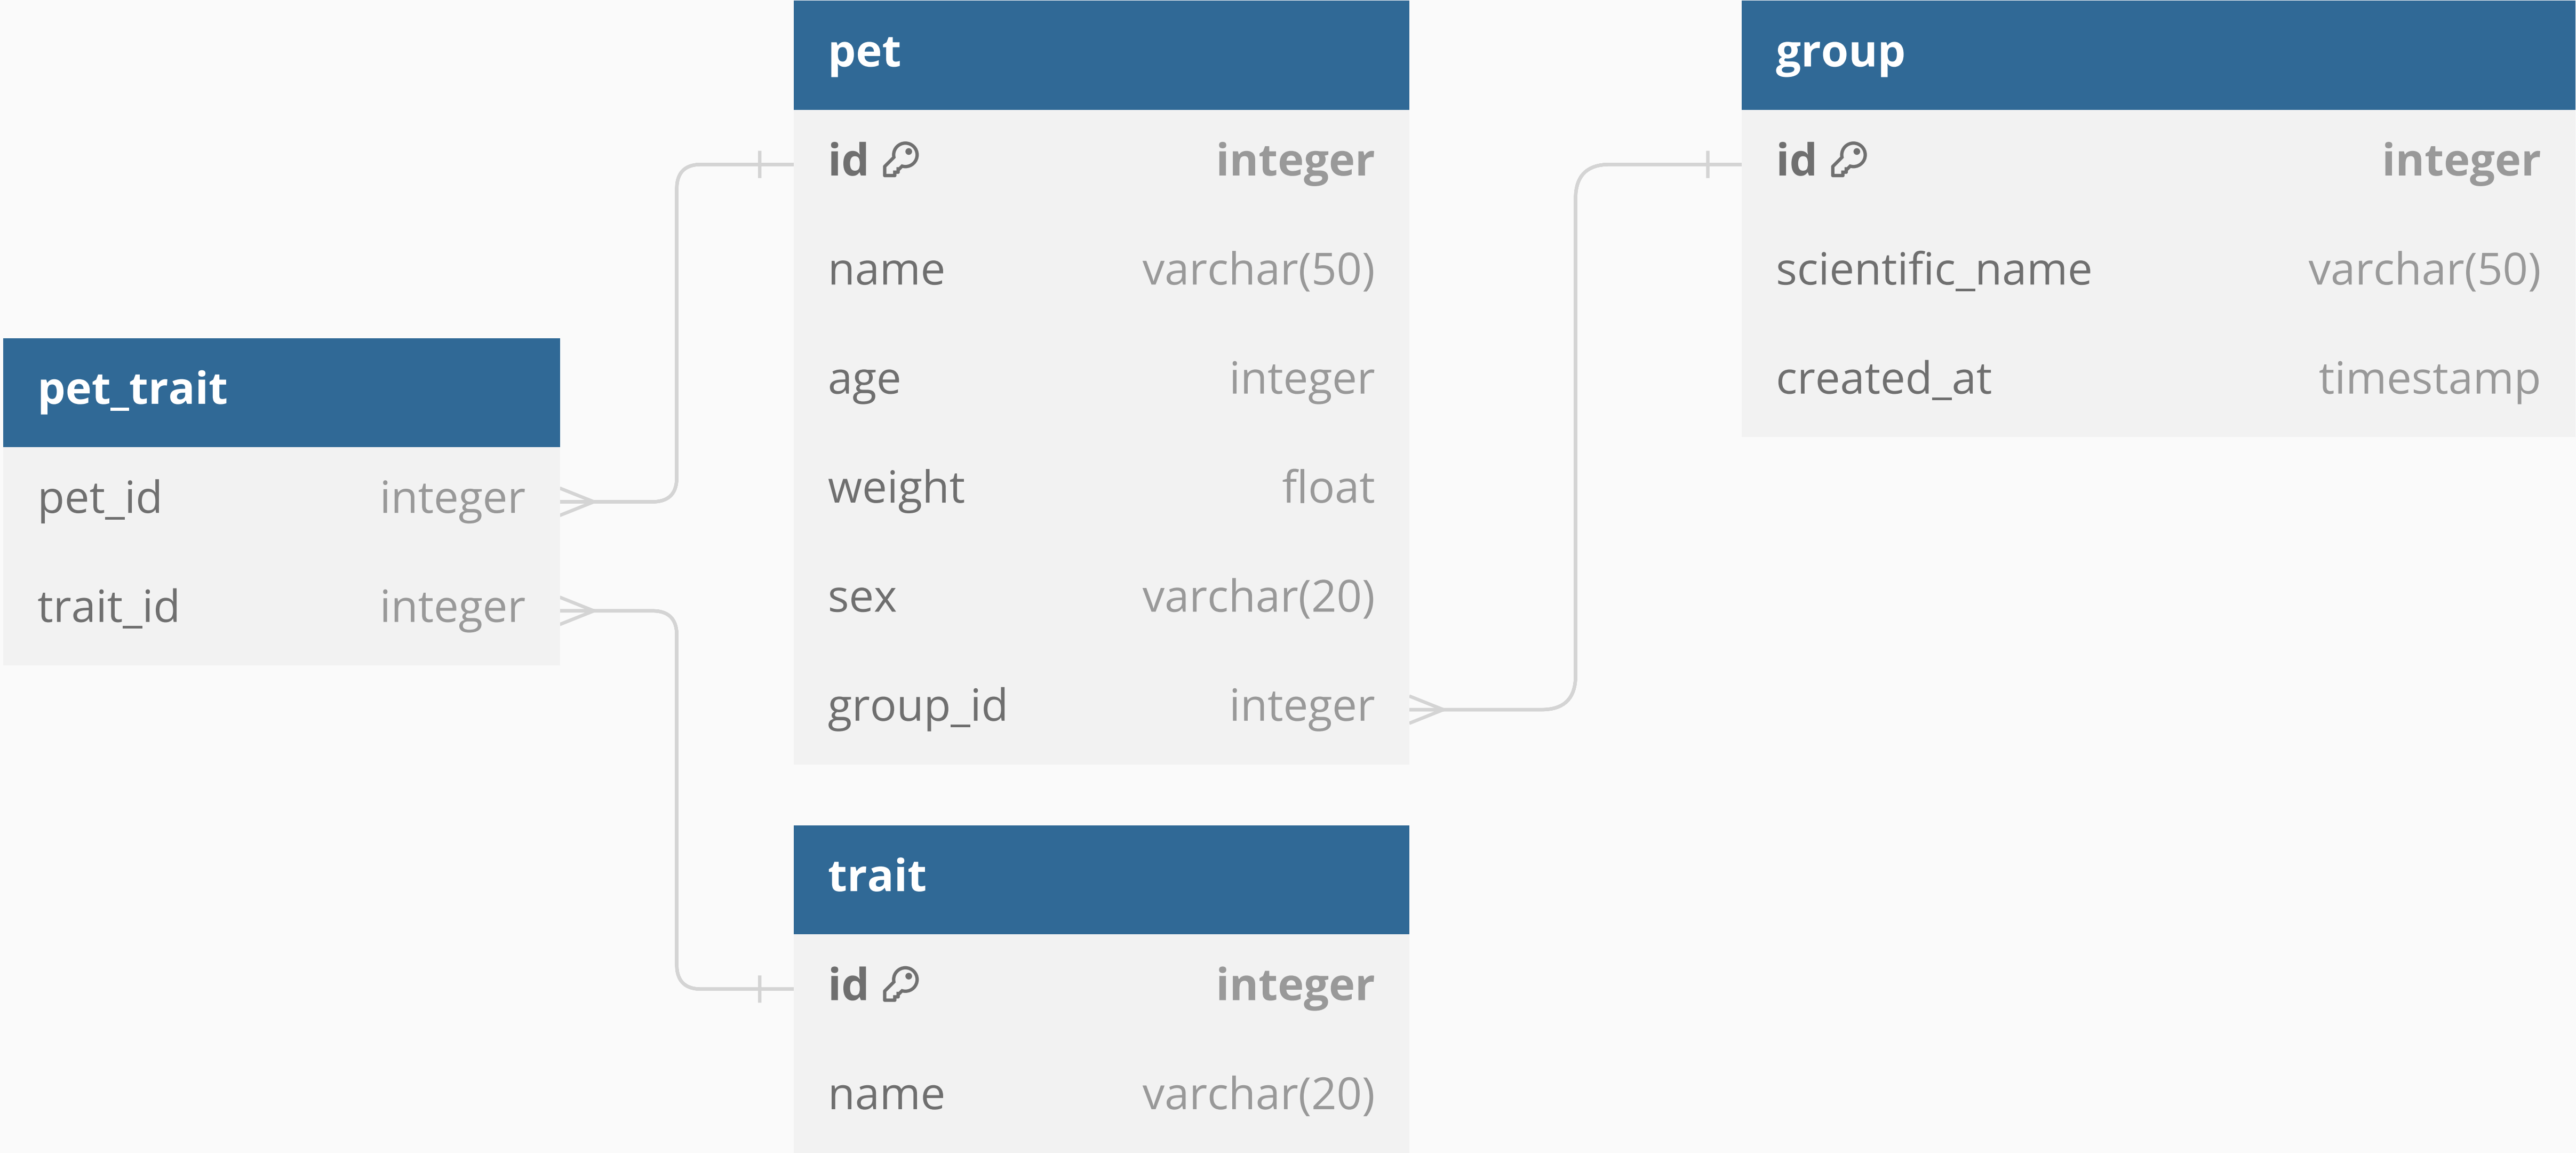 pet
id integer
name varchar(50)
age integer
weight float
sex varchar(20)
group_id integer
group
id integer
scientific_name varchar(50)
created_at timestamp
pet_trait
pet_id integer
trait_id integer
trait
id integer
name varchar(20)